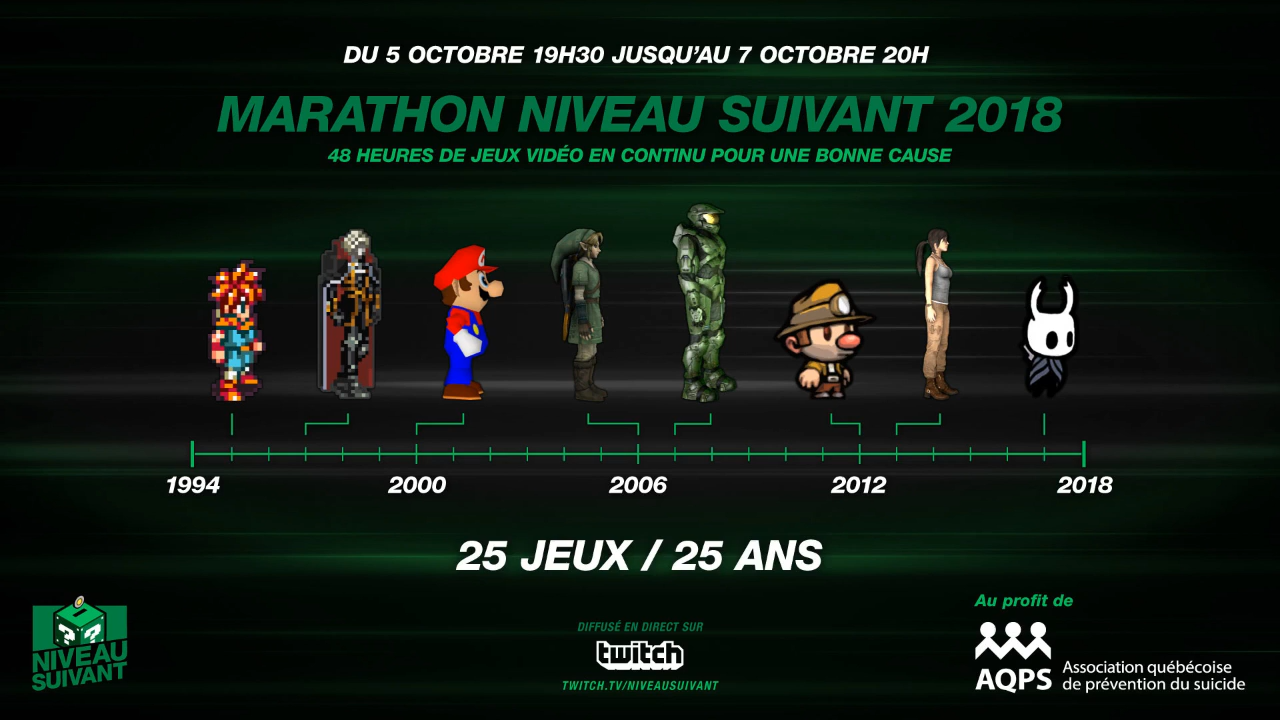 DU 5 OCTOBRE 19H30 JUSQU'AU 7 OCTOBRE 20H
MARATHON NIVEAU SUIVANT 2018
48 HEURES DE JEUX VIDÉO EN CONTINU POUR UNE BONNE CAUSE
1994 2000 2006 2012 2018
25 JEUX / 25 ANS
? ?
NIVEAU
SUIVANT
DIFFUSÉ EN DIRECT SUR
twitch
TWITCH.TV/NIVEAUSUIVANT
Au profit de
AQPS
Association québécoise
de prévention du suicide